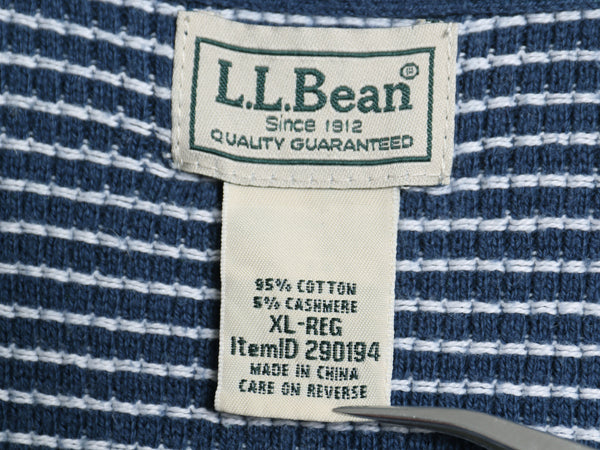 L.L.Bean®
Since 1912
QUALITY GUARANTEED
95% COTTON
5% CASHMERE
XL-REG
ItemID 290194
MADE IN CHINA
CARE ON REVERSE